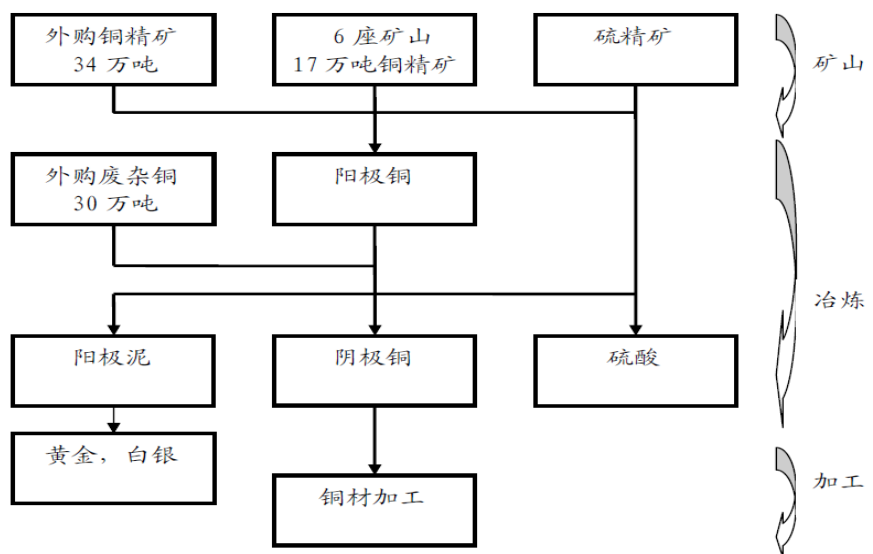 外购铜精矿
34 万吨
6 座矿山
17 万吨铜精矿
硫精矿
矿山
外购废杂铜
30 万吨
阳极铜
冶炼
阳极泥
阴极铜
硫酸
黄金，白银
铜材加工
加工